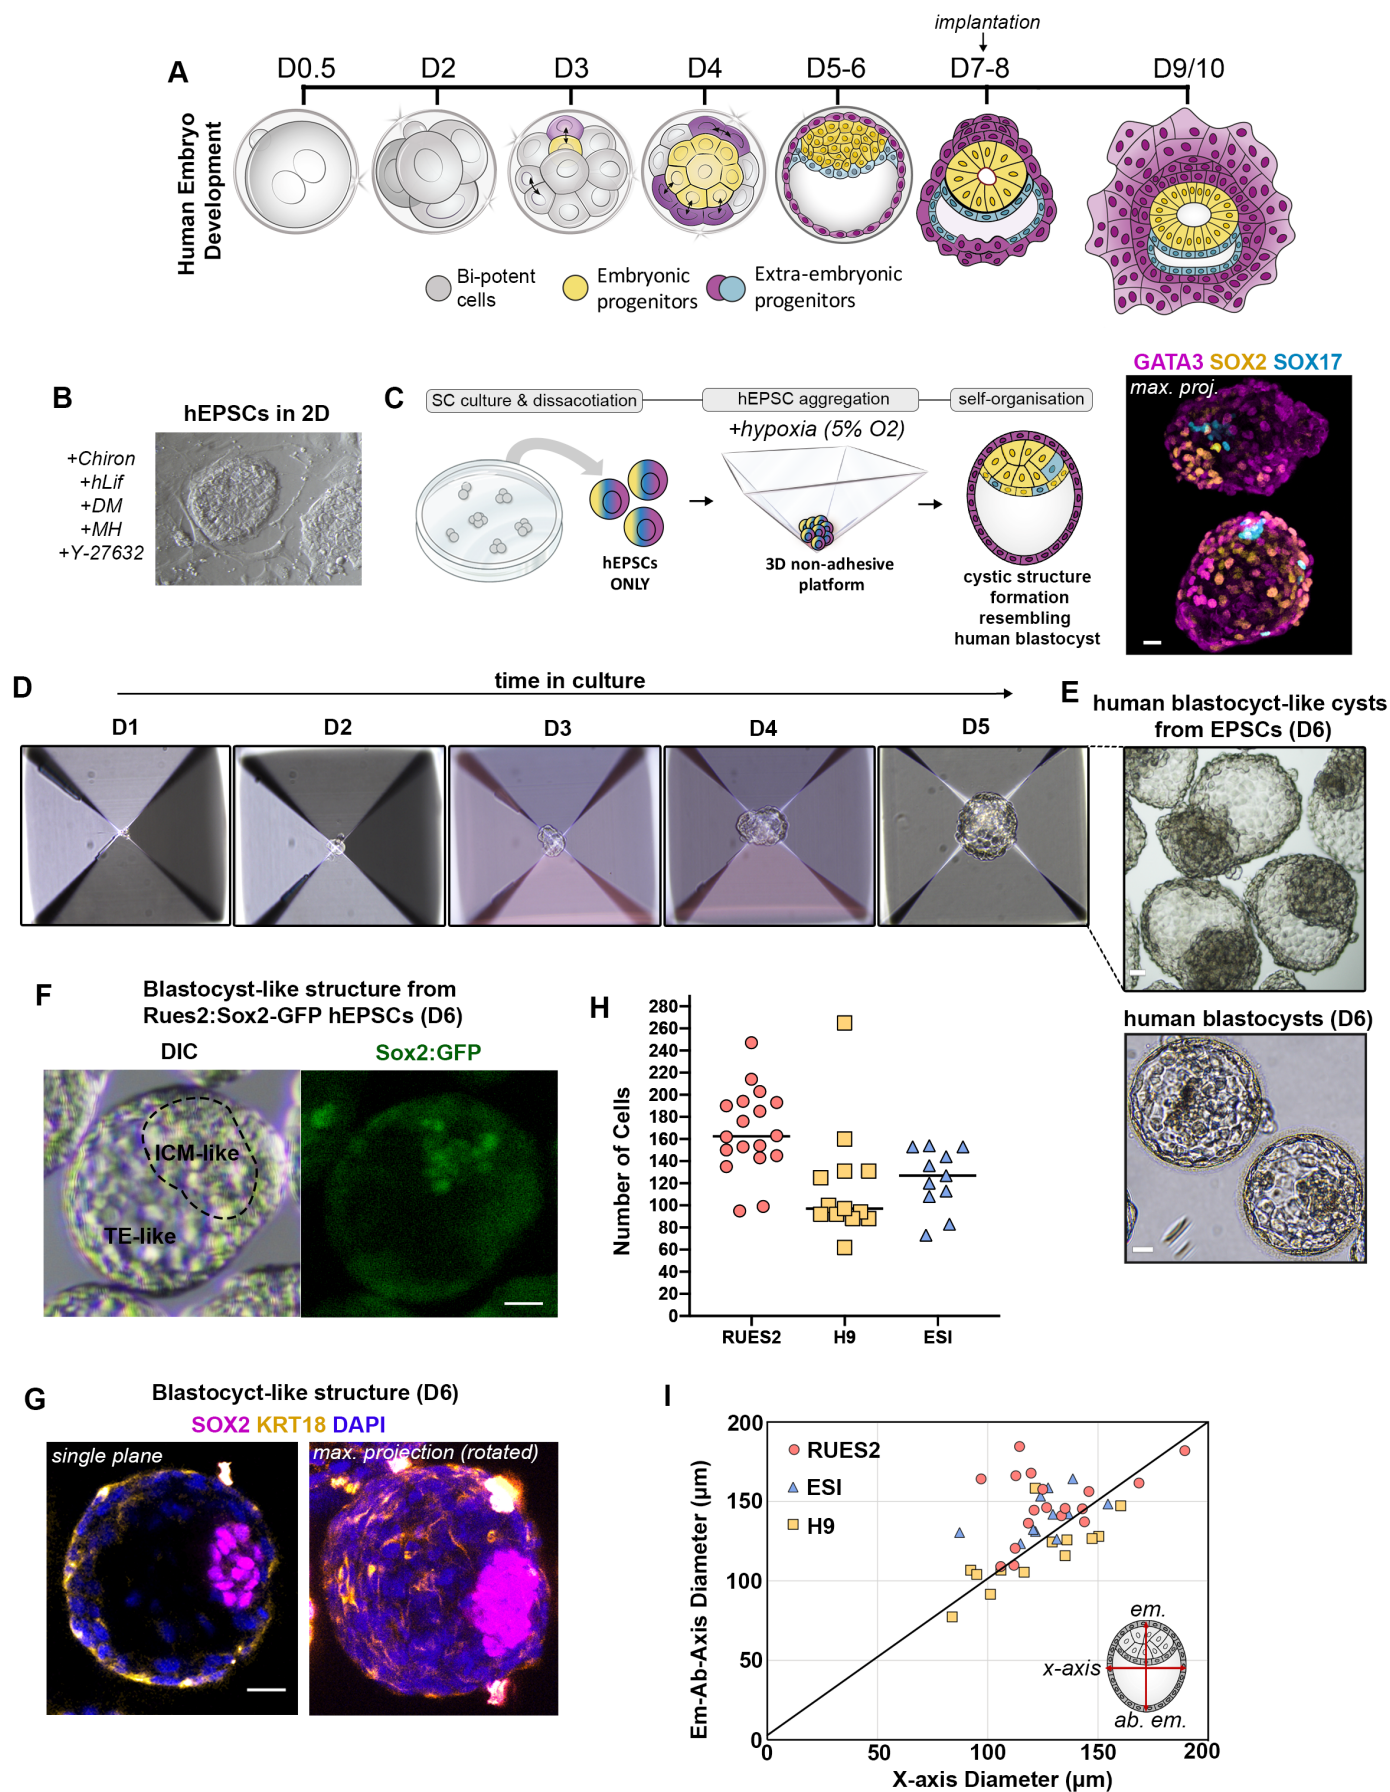 implantation
A
D0.5
D2
D3
D4
D5-6
D7-8
D9/10
Human Embryo
Development
Bi-potent
cells
Embryonic
progenitors
Extra-embryonic
progenitors
B
hEPSCs in 2D
+Chiron
+hLif
+DM
+MH
+Y-27632
C
SC culture & dissacotiation
hEPSC aggregation
self-organisation
+hypoxia (5% O2)
hEPSCs
ONLY
3D non-adhesive
platform
cystic structure
formation
resembling
human blastocyst
GATA3 SOX2 SOX17
max. proj.
D
time in culture
D1
D2
D3
D4
D5
E
human blastocyct-like cysts
from EPSCs (D6)
human blastocysts (D6)
F
Blastocyst-like structure from
Rues2:Sox2-GFP hEPSCs (D6)
DIC
Sox2:GFP
ICM-like
TE-like
H
Number of Cells
280
260
240
220
200
180
160
140
120
100
80
60
40
20
0
RUES2
H9
ESI
G
Blastocyct-like structure (D6)
SOX2 KRT18 DAPI
single plane
max. projection (rotated)
I
Em-Ab-Axis Diameter (µm)
200
150
100
50
0
RUES2
ESI
H9
em.
x-axis
ab. em.
0
50
100
150
200
X-axis Diameter (µm)